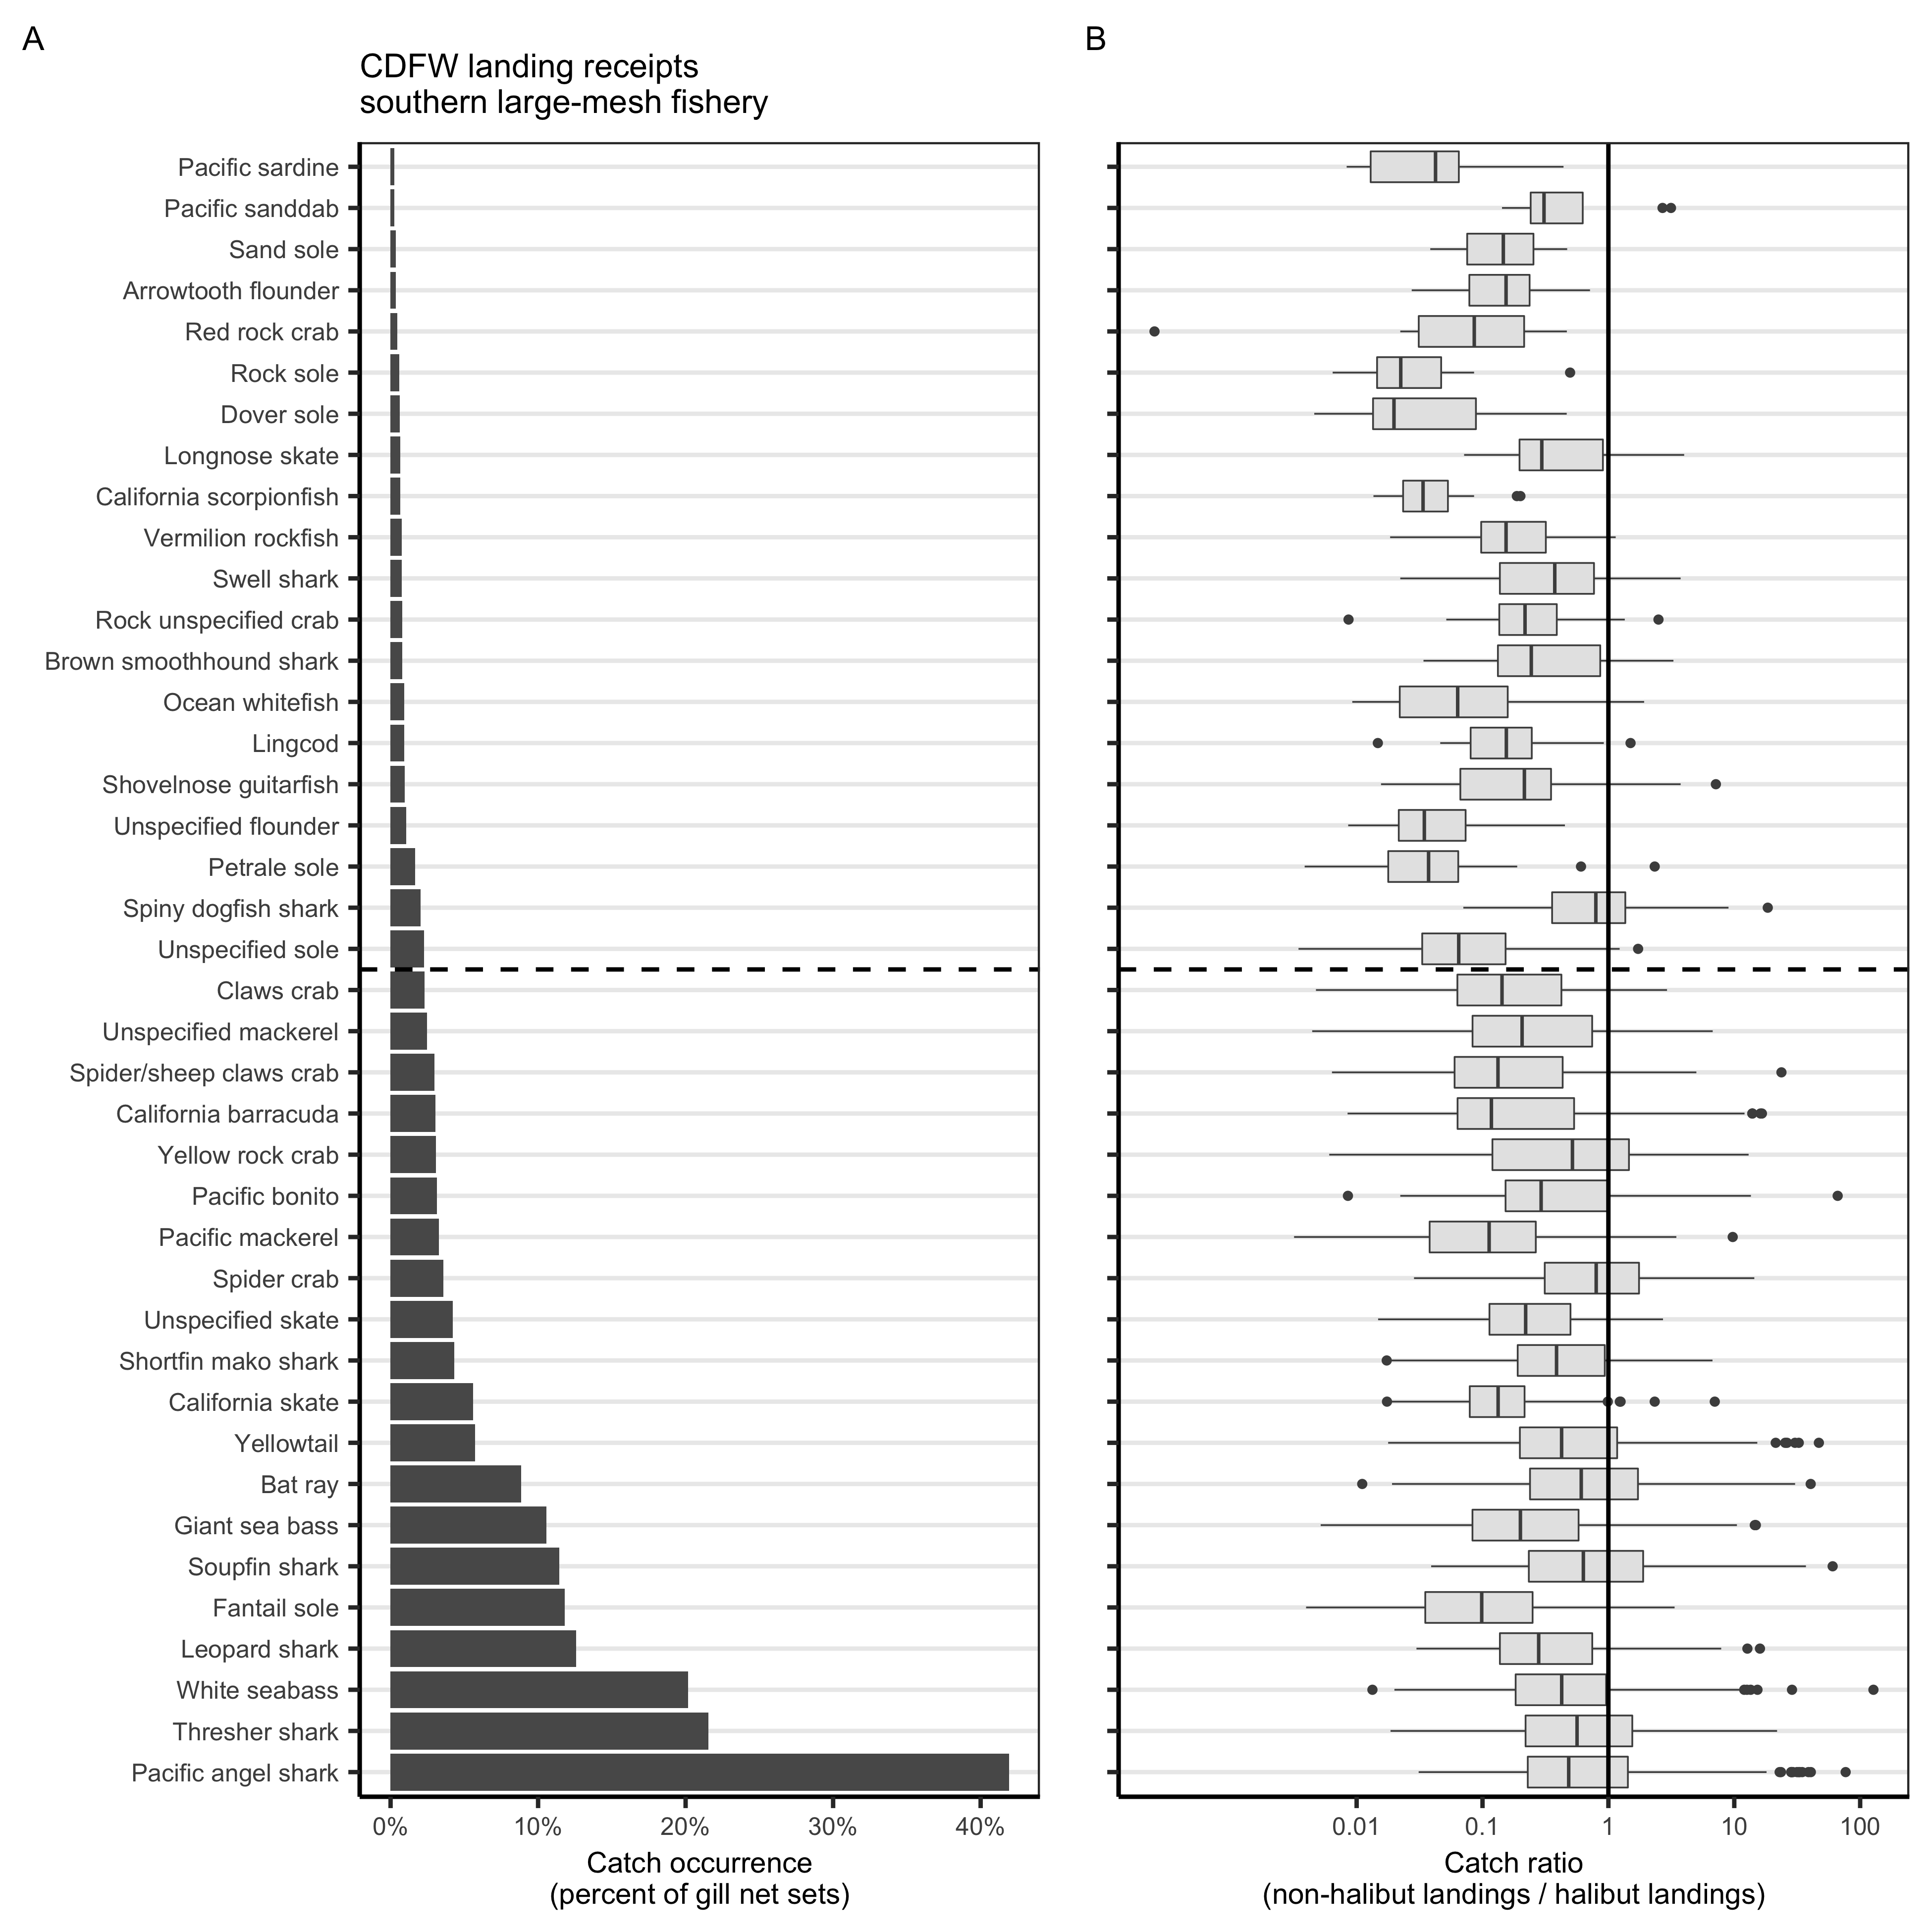 A
B
CDFW landing receipts
southern large-mesh fishery
Pacific sardine
Pacific sanddab
Sand sole
Arrowtooth flounder
Red rock crab
Rock sole
Dover sole
Longnose skate
California scorpionfish
Vermilion rockfish
Swell shark
Rock unspecified crab
Brown smoothhound shark
Ocean whitefish
Lingcod
Shovelnose guitarfish
Unspecified flounder
Petrale sole
Spiny dogfish shark
Unspecified sole
Claws crab
Unspecified mackerel
Spider/sheep claws crab
California barracuda
Yellow rock crab
Pacific bonito
Pacific mackerel
Spider crab
Unspecified skate
Shortfin mako shark
California skate
Yellowtail
Bat ray
Giant sea bass
Soupfin shark
Fantail sole
Leopard shark
White seabass
Thresher shark
Pacific angel shark
0% 10% 20% 30% 40%
Catch occurrence
(percent of gill net sets)
0.01 0.1 1 10 100
Catch ratio
(non-halibut landings / halibut landings)